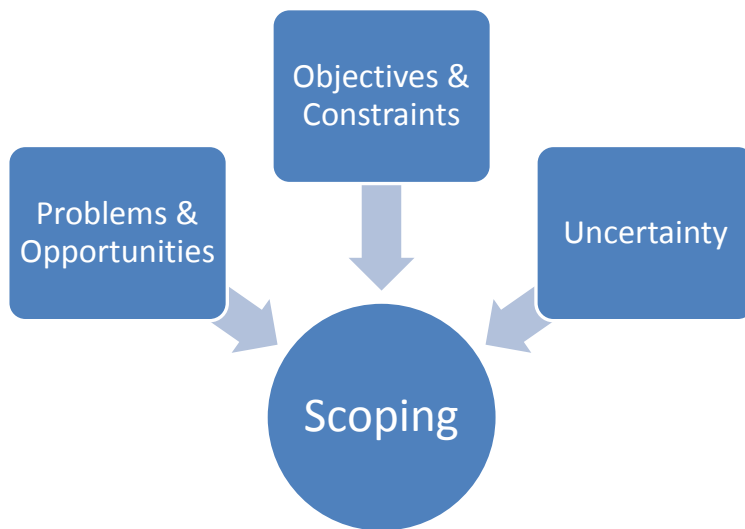 Objectives &
Constraints
Problems &
Opportunities
Uncertainty
Scoping